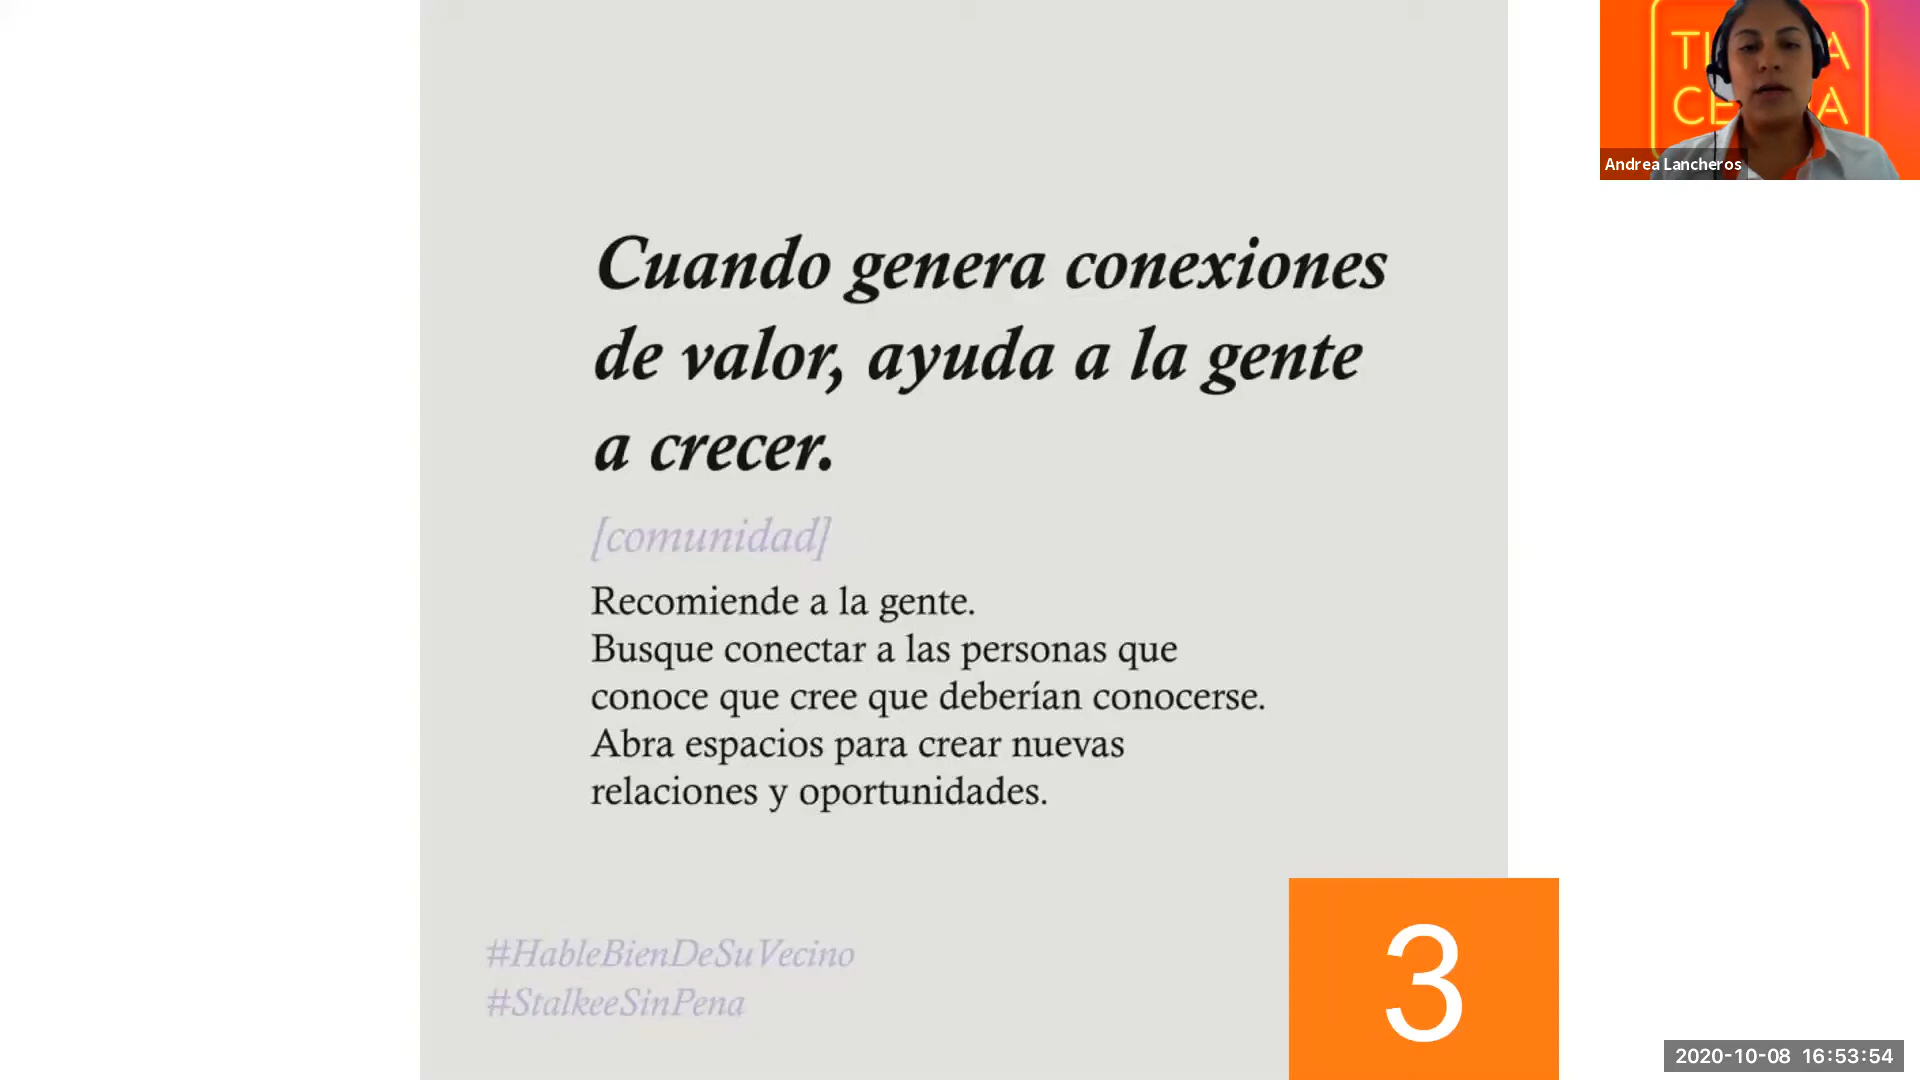 Cuando genera conexiones
de valor, ayuda a la gente
a crecer.
[comunidad]
Recomiende a la gente.
Busque conectar a las personas que
conoce que cree que deberían conocerse.
Abra espacios para crear nuevas
relaciones y oportunidades.
#HableBienDeSuVecino
#StalkeeSinPena
3
Andrea Lancheros
2020-10-08 16:53:54